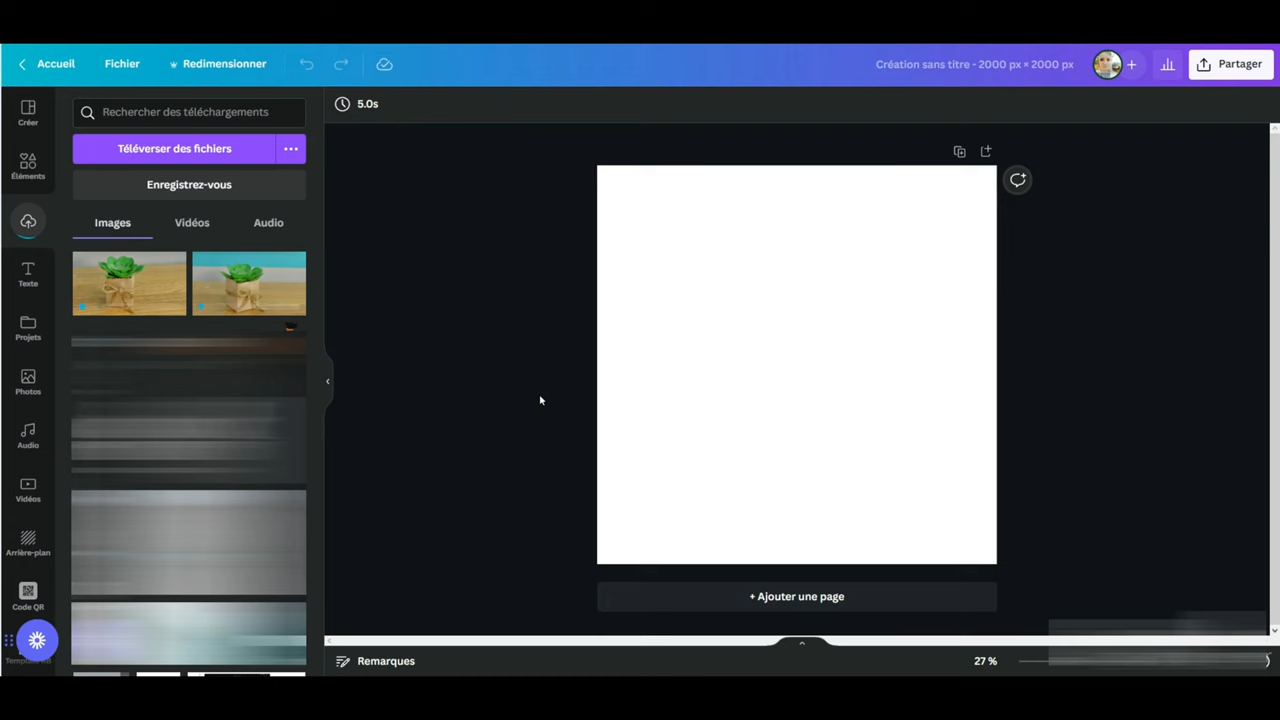 Accueil
Fichier
Redimensionner
Création sans titre - 2000 px × 2000 px
Partager
Créer
Éléments
Texte
Projets
Photos
Audio
Vidéos
Arrière-plan
Code QR
Rechercher des téléchargements
Téléverser des fichiers
Enregistrez-vous
Images
Vidéos
Audio
5.0s
+ Ajouter une page
Remarques
27 %